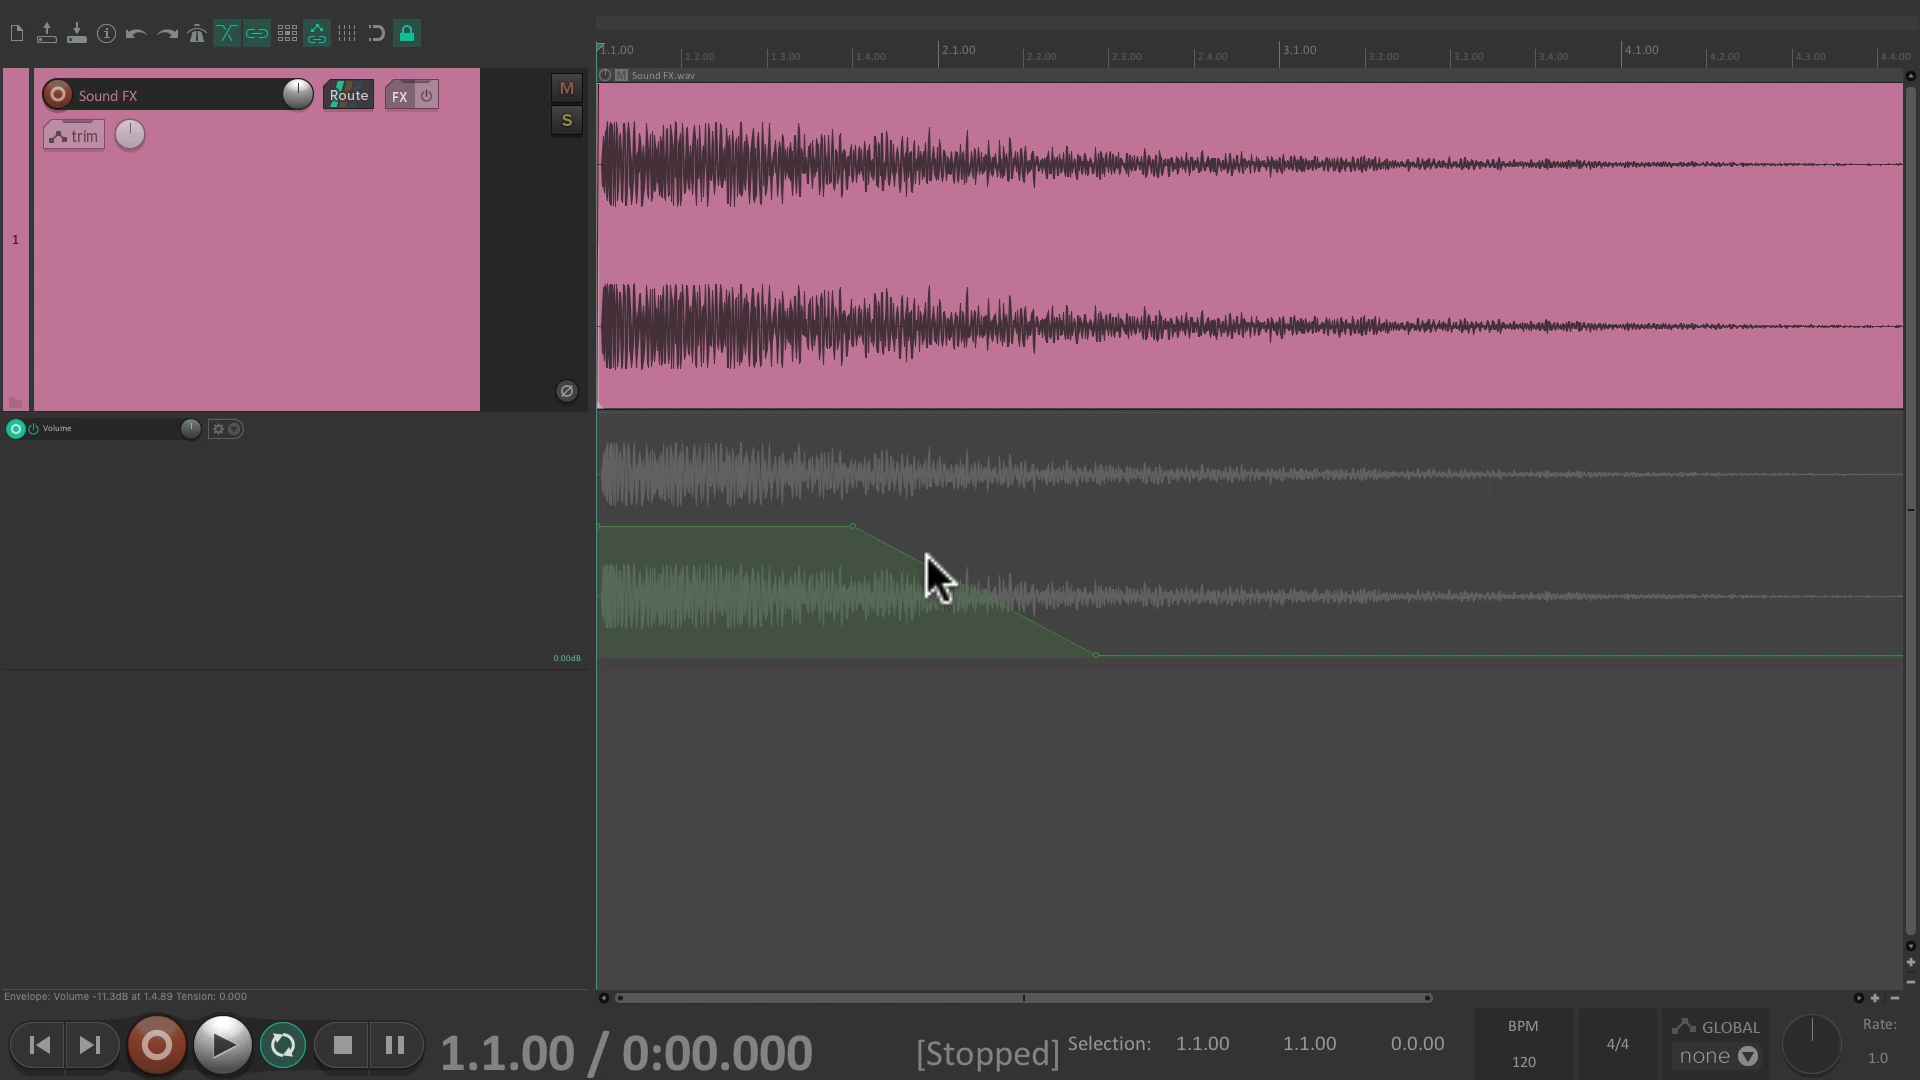 1.1.00
1.2.00
1.3.00
1.4.00
2.1.00
2.2.00
2.3.00
2.4.00
3.1.00
3.2.00
3.3.00
3.4.00
4.1.00
4.2.00
4.3.00
4.4.00
M Sound FX.wav
Sound FX
Route
FX
M
trim
S
1
Volume
0.00dB
Envelope: Volume -11.3dB at 1.4.89 Tension: 0.000
1.1.00 / 0:00.000
[Stopped]
Selection:
1.1.00
1.1.00
0.0.00
BPM
120
4/4
GLOBAL
none
Rate:
1.0